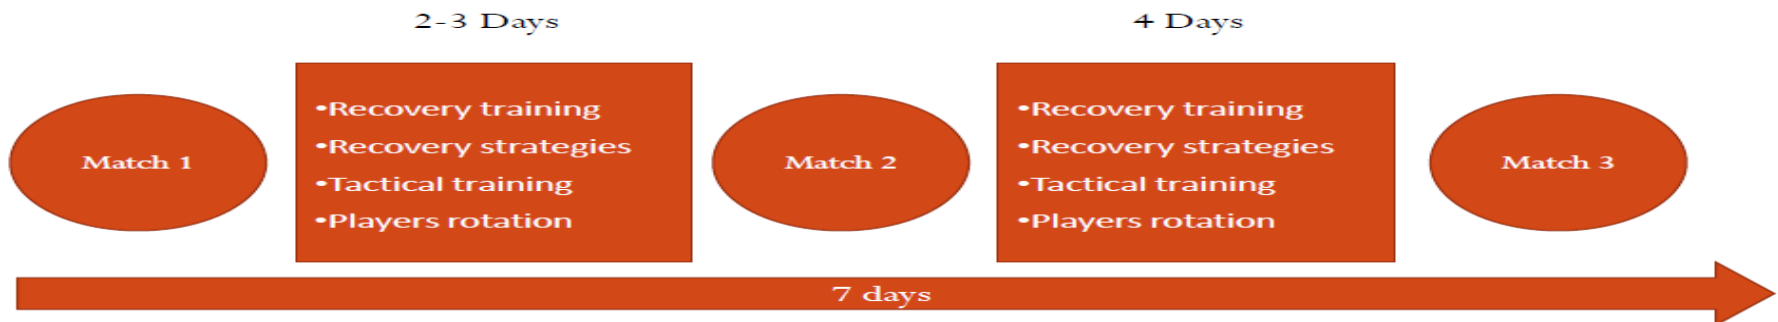 2-3 Days
4 Days
Match 1
•Recovery training
•Recovery strategies
•Tactical training
•Players rotation
Match 2
•Recovery training
•Recovery strategies
•Tactical training
•Players rotation
Match 3
7 days